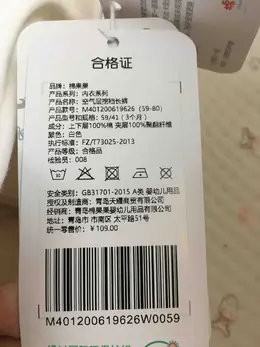 合格证
品牌：棉果果
产品系列：内衣系列
产品名称：空气层按裆长裤
产品款号：M401200619626 (59-80)
产品号和规格：59/41（3个月）
成份：上下层100%棉 夹层100%聚酯纤维
颜色：白色
执行标准：FZ/T73025-2013
产品等级：合格品
检验员：008
安全类别：GB31701-2015 A类 婴幼儿用品
授权及制造商：青岛天耀商贸有限公司
经销商：青岛棉果果婴幼儿用品有限公司
地址：青岛市 市南区 太平路51号
统一零售价：￥109.00
M401200619626W0059